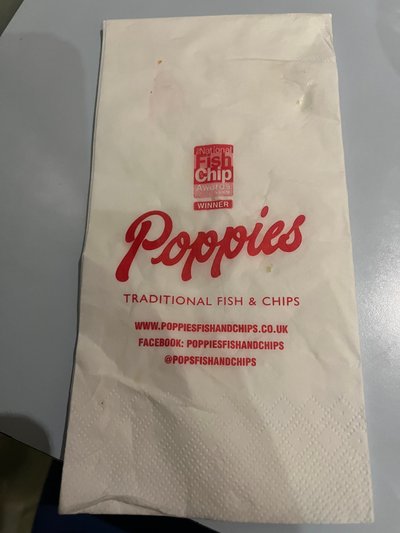 National
Fish
Chip
Awards
WINNER
Poppies
TRADITIONAL FISH & CHIPS
WWW.POPPIESFISHANDCHIPS.CO.UK
FACEBOOK: POPPIESFISHANDCHIPS
@POPSFISHANDCHIPS